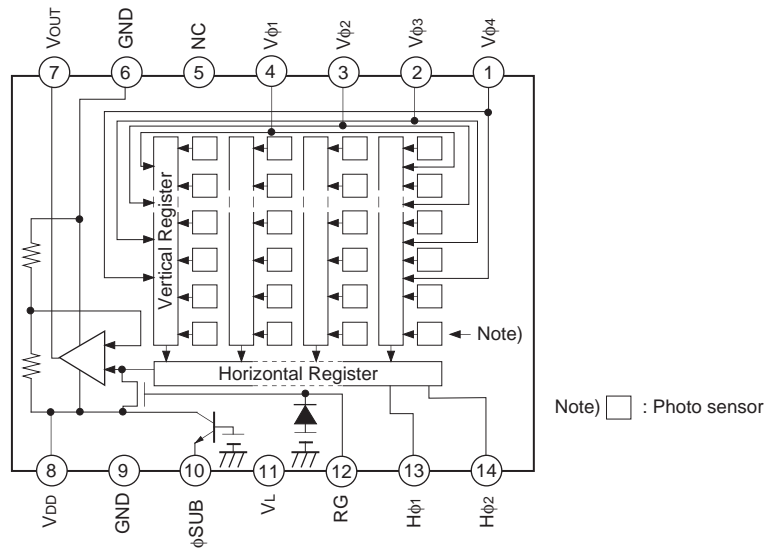 VOUT
GND
NC
Vφ1
Vφ2
Vφ3
Vφ4
7
6
5
4
3
2
1
Vertical Register
Note)
Horizontal Register
Note) : Photo sensor
8
9
10
11
12
13
14
VDD
GND
φSUB
VL
RG
Hφ1
Hφ2